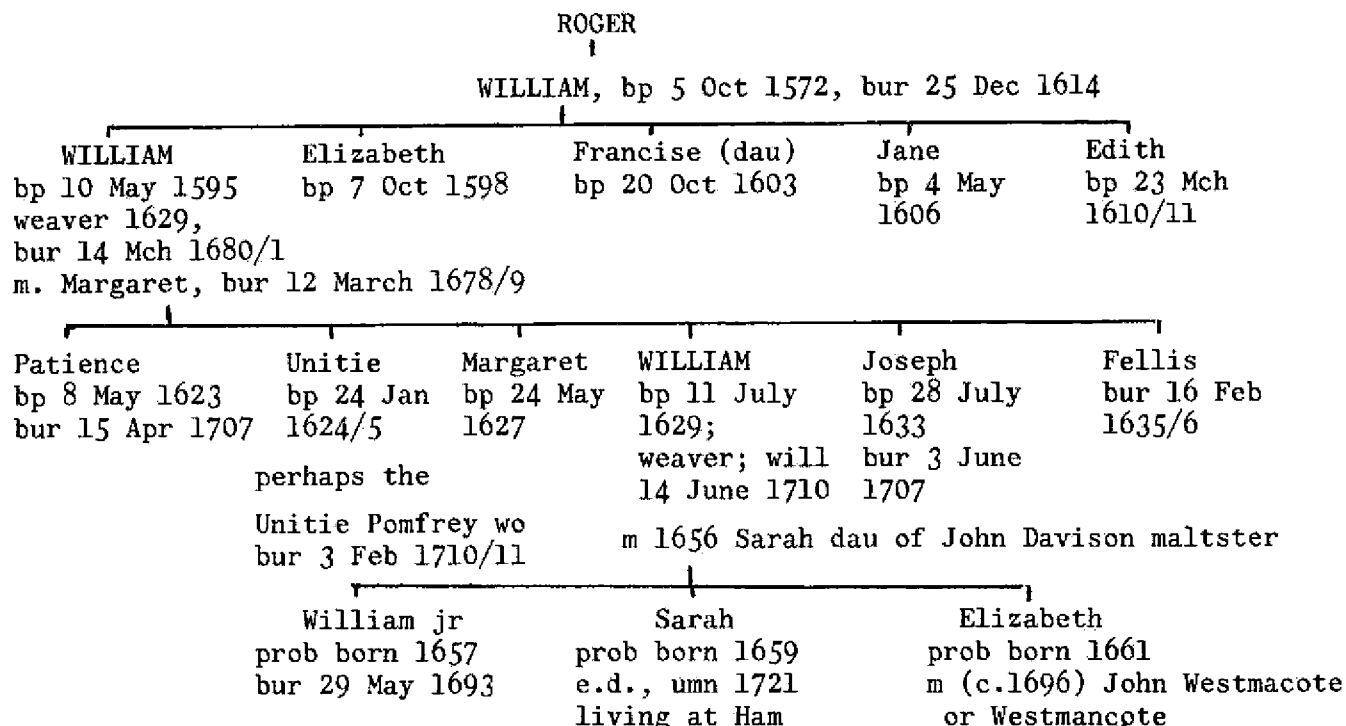 ROGER
WILLIAM, bp 5 Oct 1572, bur 25 Dec 1614
WILLIAM
bp 10 May 1595
weaver 1629,
bur 14 Mch 1680/1
m. Margaret, bur 12 March 1678/9
Elizabeth
bp 7 Oct 1598
Francise (dau)
bp 20 Oct 1603
Jane
bp 4 May
1606
Edith
bp 23 Mch
1610/11
Patience
bp 8 May 1623
bur 15 Apr 1707
Unitie
bp 24 Jan
1624/5
perhaps the
Unitie Pomfrey wo
bur 3 Feb 1710/11
Margaret
bp 24 May
1627
WILLIAM
bp 11 July
1629;
weaver; will
14 June 1710
Joseph
bp 28 July
1633
bur 3 June
1707
Fellis
bur 16 Feb
1635/6
m 1656 Sarah dau of John Davison maltster
William jr
prob born 1657
bur 29 May 1693
Sarah
prob born 1659
e.d., umn 1721
living at Ham
Elizabeth
prob born 1661
m (c.1696) John Westmacote
or Westmancote